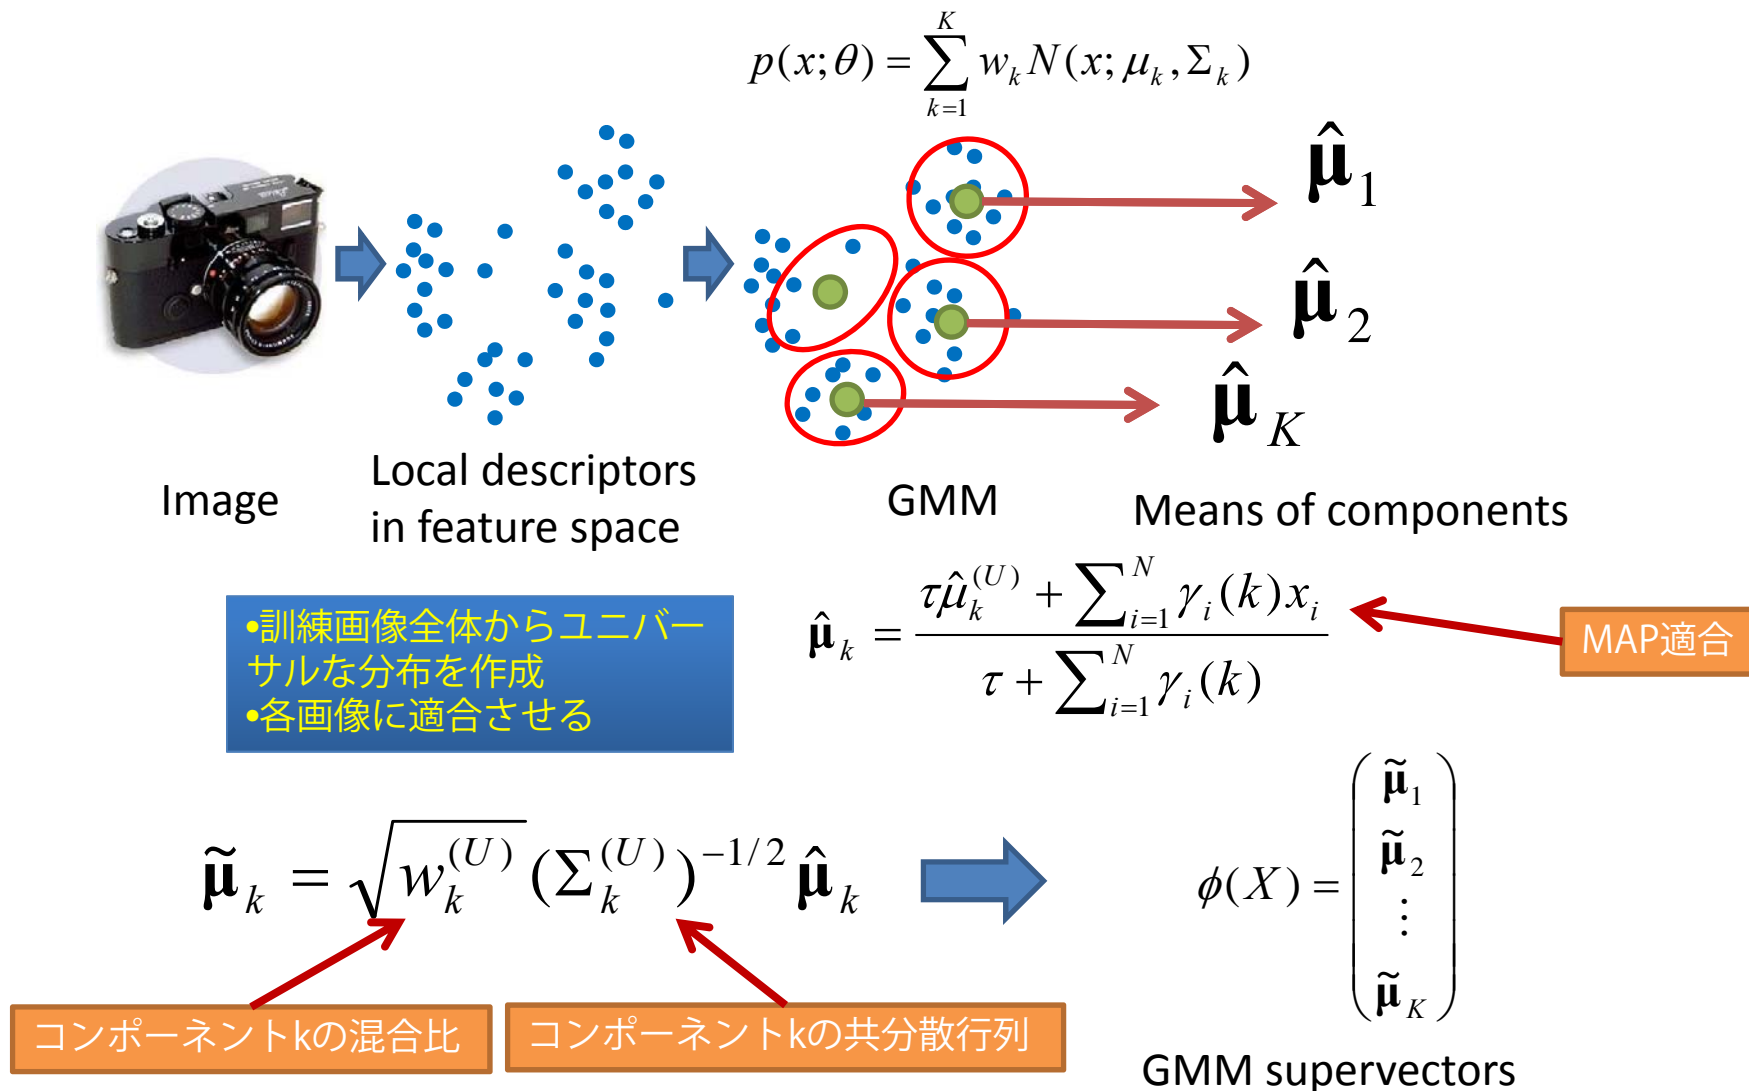 p(x;θ) = ∑_{k=1}^{K} w_k N(x; μ_k, Σ_k)
μ̂_1
μ̂_2
μ̂_K
Image
Local descriptors
in feature space
GMM
Means of components
•訓練画像全体からユニバー
サルな分布を作成
•各画像に適合させる
μ̂_k = (τμ̂_k^{(U)} + ∑_{i=1}^{N} γ_i(k)x_i) / (τ + ∑_{i=1}^{N} γ_i(k))
MAP適合
μ̃_k = √(w_k^{(U)}) (Σ_k^{(U)})^{-1/2} μ̂_k
φ(X) = (μ̃_1 μ̃_2 ⋮ μ̃_K)
コンポーネントkの混合比
コンポーネントkの共分散行列
GMM supervectors